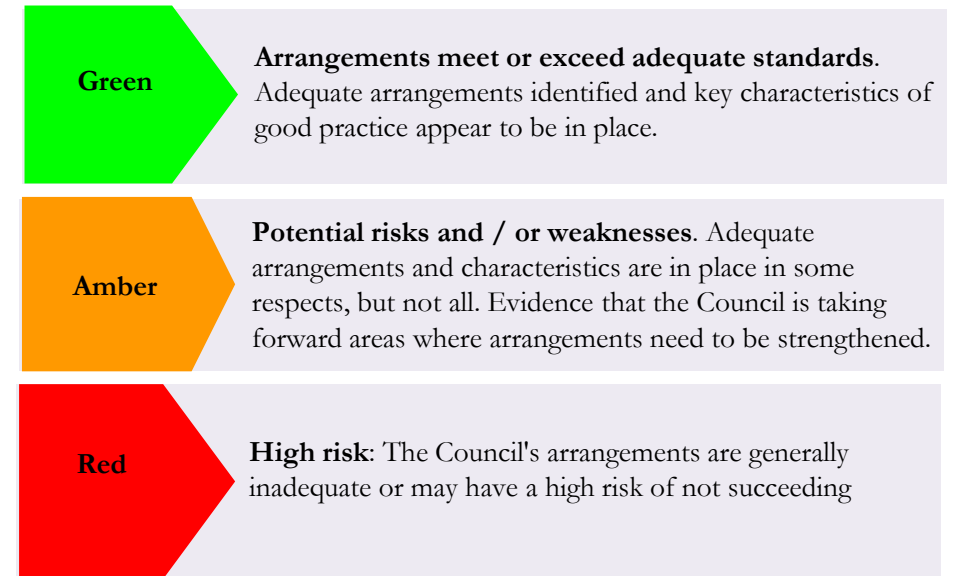 Green
Arrangements meet or exceed adequate standards.
Adequate arrangements identified and key characteristics of
good practice appear to be in place.
Amber
Potential risks and / or weaknesses. Adequate
arrangements and characteristics are in place in some
respects, but not all. Evidence that the Council is taking
forward areas where arrangements need to be strengthened.
Red
High risk: The Council's arrangements are generally
inadequate or may have a high risk of not succeeding